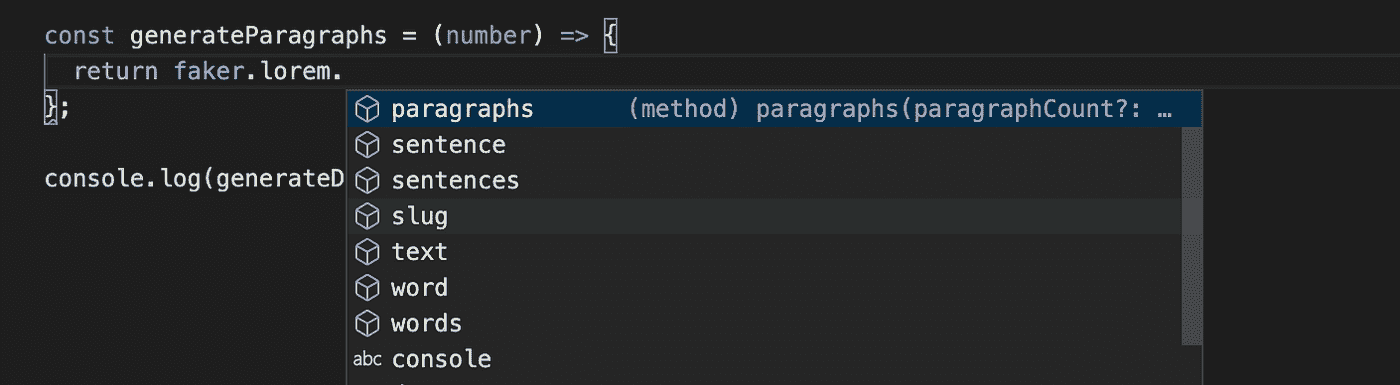 const generateParagraphs = (number) => {
return faker.lorem.
};
paragraphs (method) paragraphs(paragraphCount?: …
sentence
console.log(generateD
sentences
slug
text
word
words
abc console